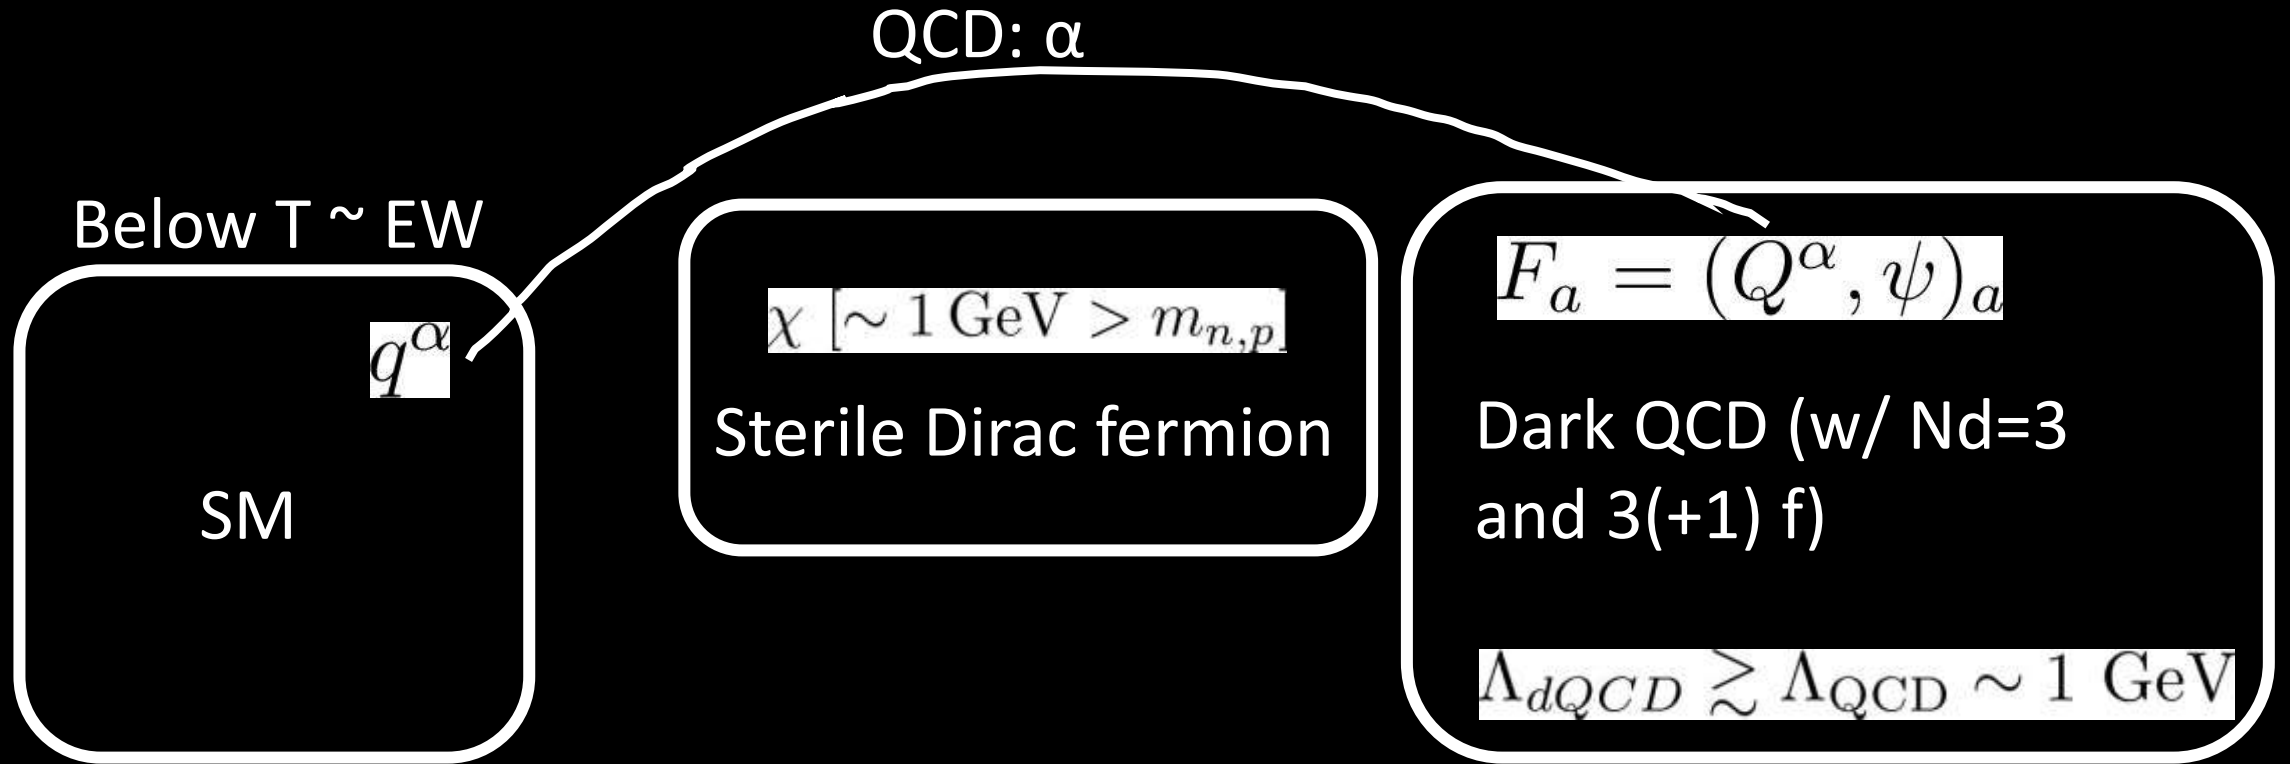 QCD: α
Below T ~ EW
q^α
SM
χ [∼ 1 GeV > m_{n,p}]
Sterile Dirac fermion
F_a = (Q^α, ψ)_a
Dark QCD (w/ Nd=3
and 3(+1) f)
Λ_{dQCD} ≳ Λ_{QCD} ∼ 1 GeV